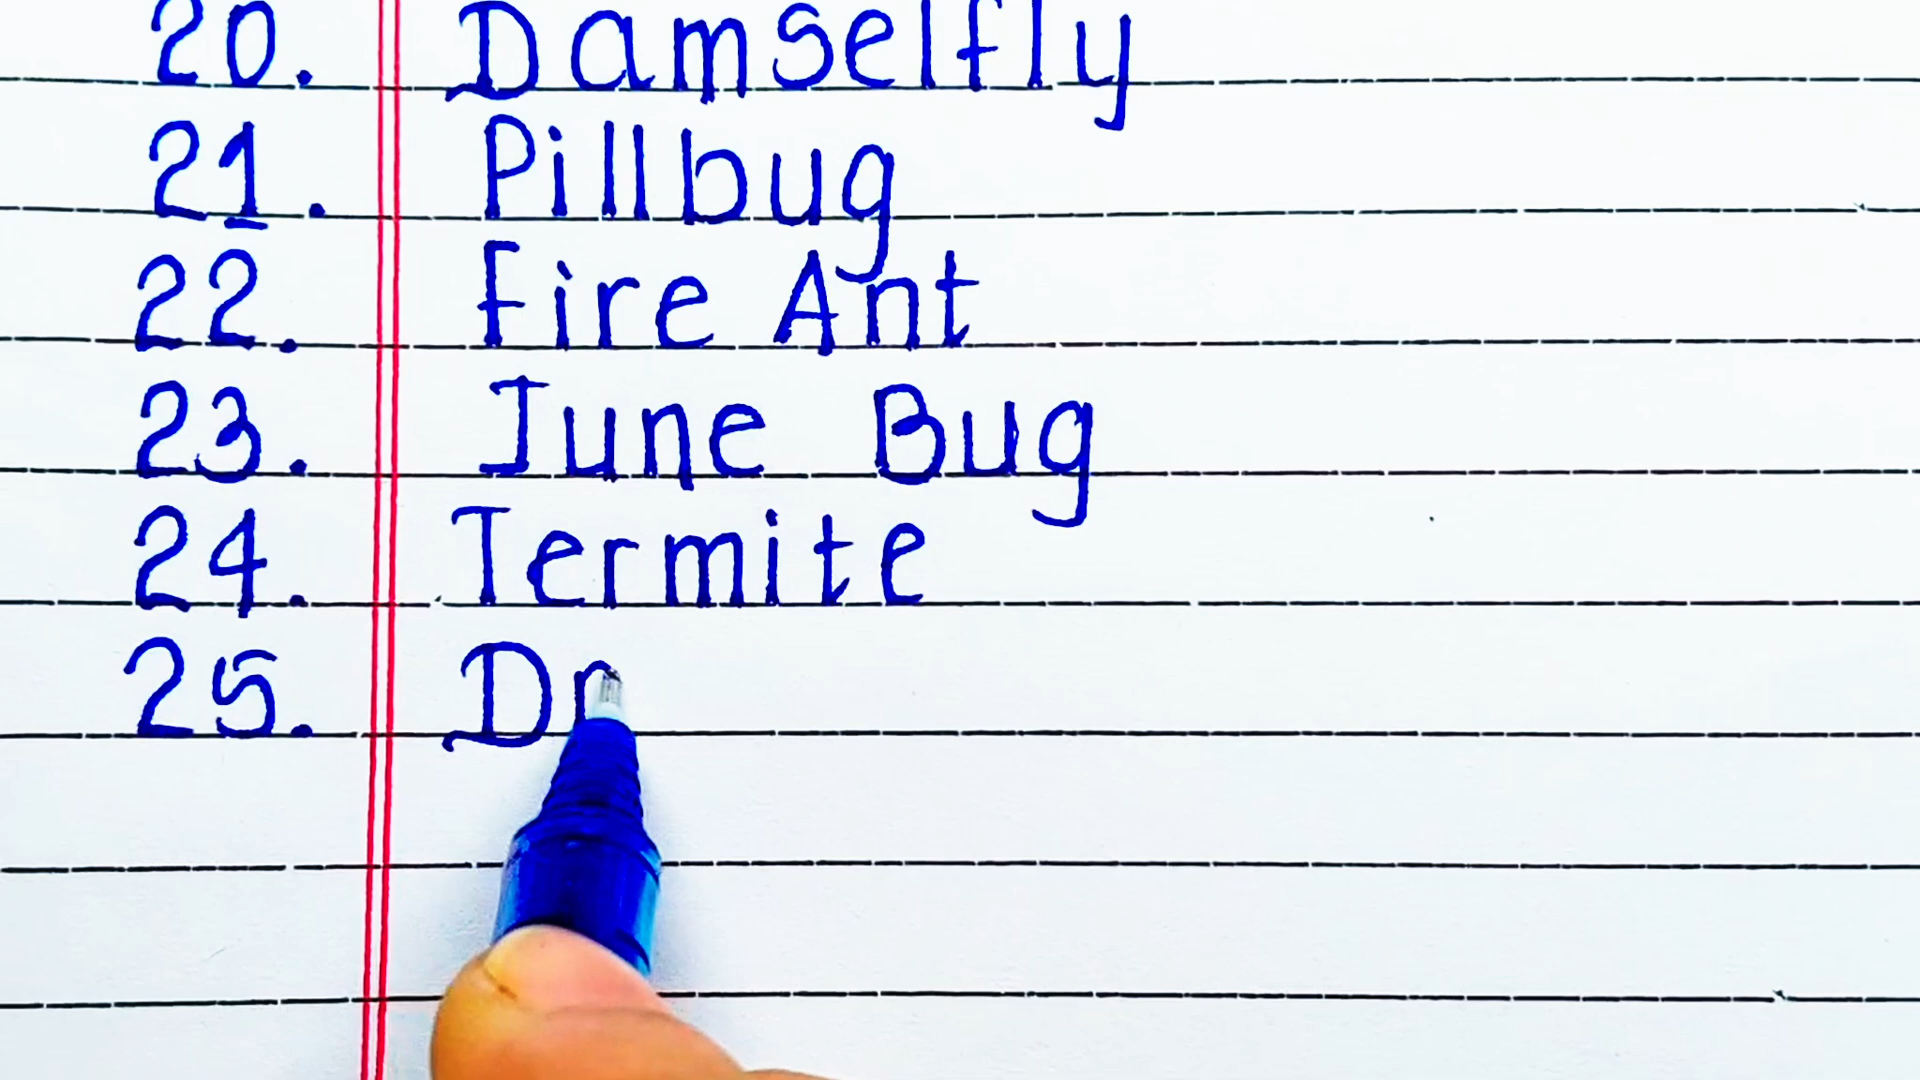 20. Damselfly
21. Pillbug
22. Fire Ant
23. June Bug
24. Termite
25. Dr